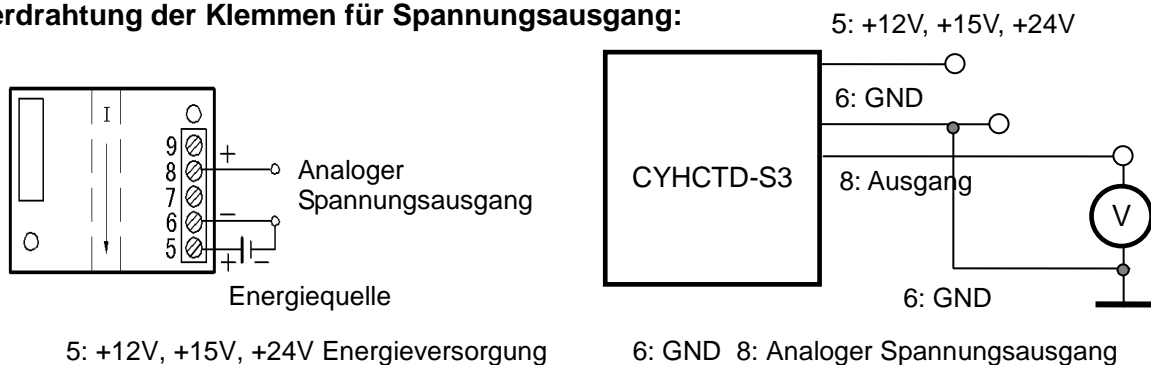 erdrahtung der Klemmen für Spannungsausgang:
5: +12V, +15V, +24V
6: GND
CYHCTD-S3
8: Ausgang
V
6: GND
I
9
8
7
6
5
+
−
+
−
Analoger
Spannungsausgang
Energiequelle
5: +12V, +15V, +24V Energieversorgung
6: GND 8: Analoger Spannungsausgang